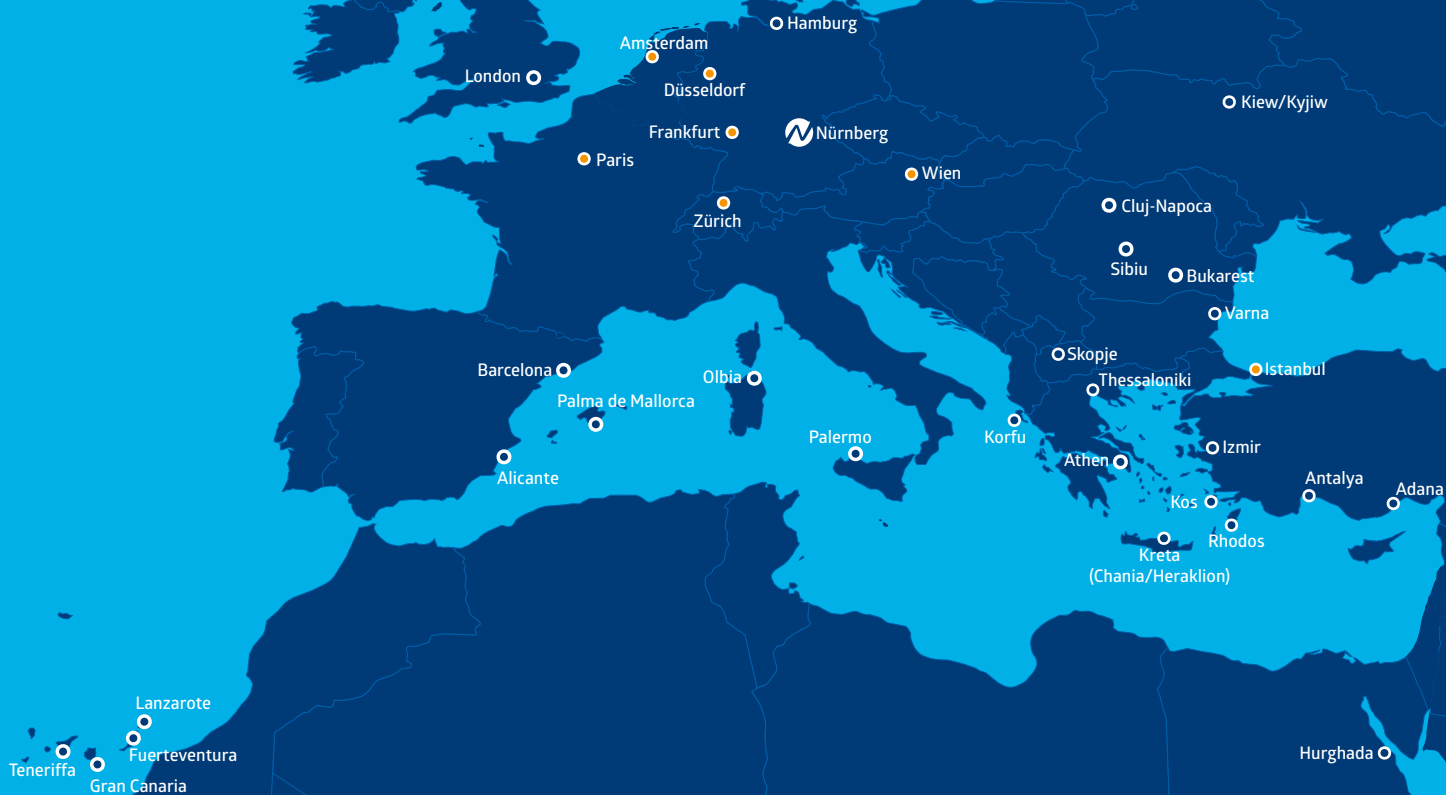 Hamburg
Amsterdam
London
Düsseldorf
Kiew/Kyjiw
Frankfurt
Nürnberg
Paris
Wien
Zürich
Cluj-Napoca
Sibiu
Bukarest
Varna
Skopje
Barcelona
Olbia
Istanbul
Thessaloniki
Palma de Mallorca
Palermo
Korfu
Izmir
Athen
Alicante
Antalya
Adana
Kos
Rhodos
Kreta
(Chania/Heraklion)
Lanzarote
Fuerteventura
Hurghada
Teneriffa
Gran Canaria